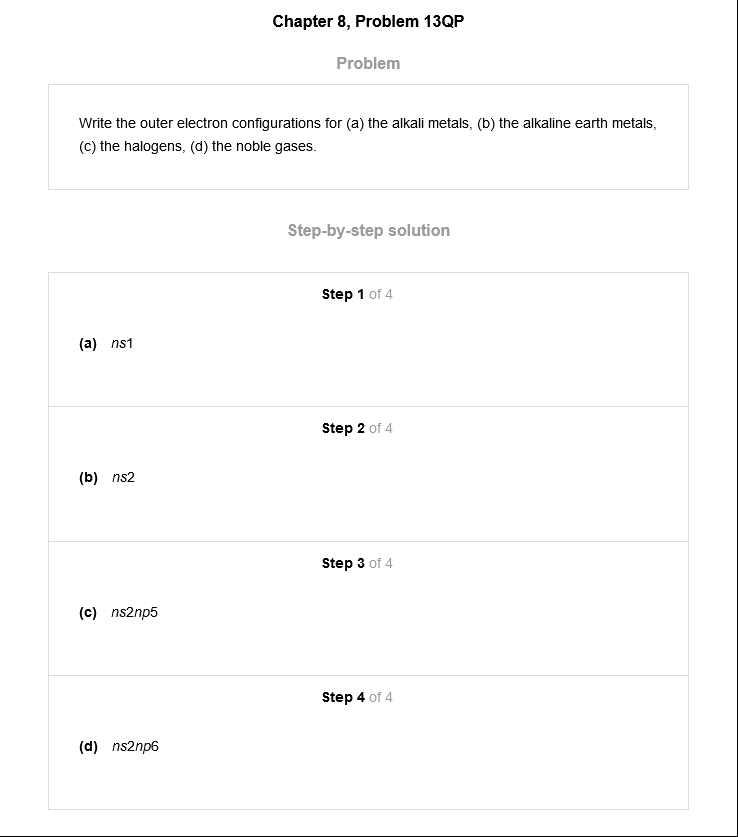 Chapter 8, Problem 13QP
Problem
Write the outer electron configurations for (a) the alkali metals, (b) the alkaline earth metals,
(c) the halogens, (d) the noble gases.
Step-by-step solution
Step 1 of 4
(a) ns1
Step 2 of 4
(b) ns2
Step 3 of 4
(c) ns2np5
Step 4 of 4
(d) ns2np6